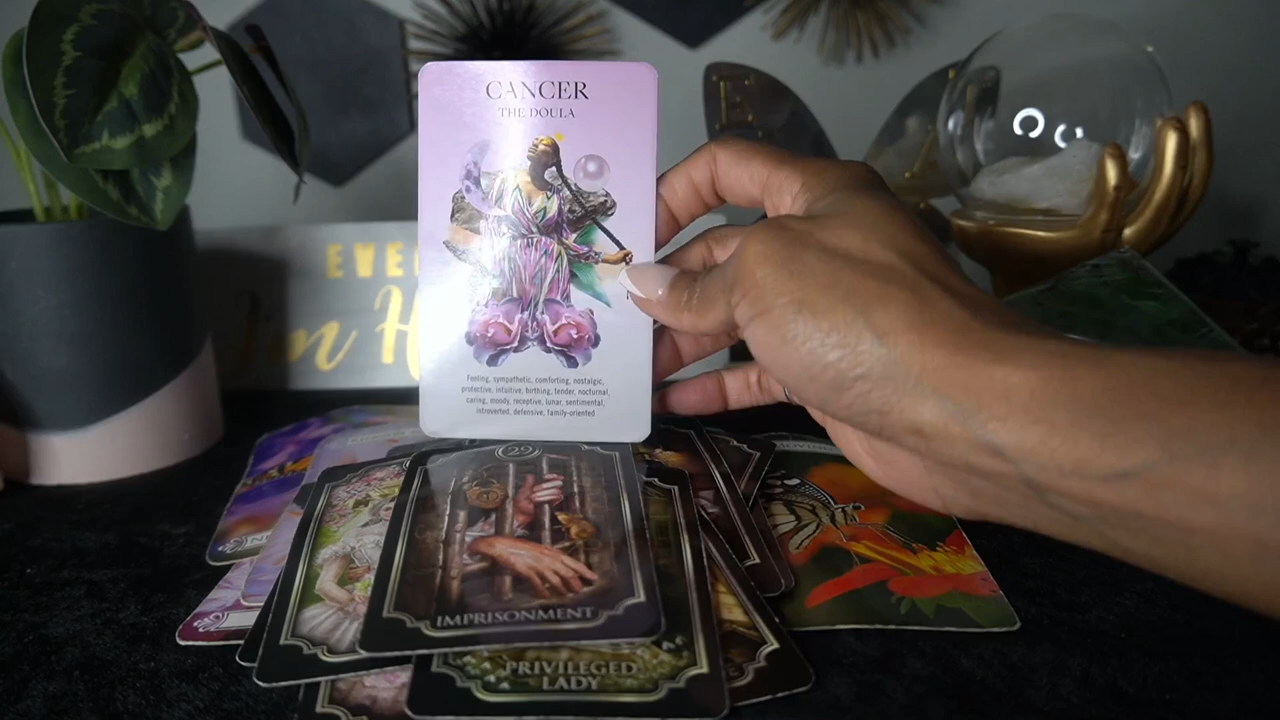 CANCER
THE DOULA
EVE
I'm H
Feeling, sympathetic, comforting, nostalgic,
protective, intuitive, birthing, tender, nocturnal,
caring, moody, receptive, lunar, sentimental,
introverted, defensive, family-oriented
29
IMPRISONMENT
PRIVILEGED
LADY